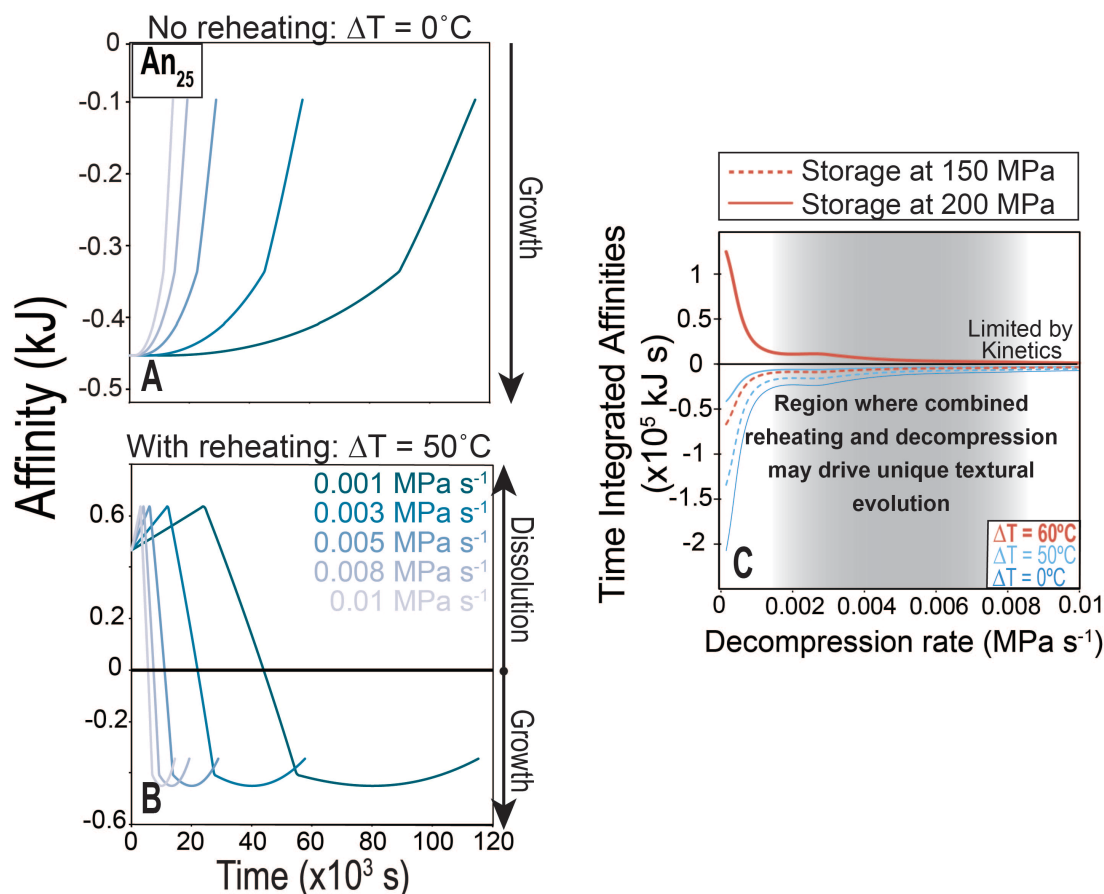 No reheating: ΔT = 0˚C
An25
0
-0.1
-0.2
-0.3
-0.4
-0.5
A
Growth
Affinity (kJ)
With reheating: ΔT = 50˚C
0.6
0.2
0
-0.2
-0.6
0.001 MPa s-1
0.003 MPa s-1
0.005 MPa s-1
0.008 MPa s-1
0.01 MPa s-1
Dissolution
Growth
B
0 20 40 60 80 100 120
Time (x10³ s)
Storage at 150 MPa
Storage at 200 MPa
Time Integrated Affinities
(x10⁵ kJ s)
1
0.5
0
-0.5
-1
-1.5
-2
Limited by
Kinetics
Region where combined
reheating and decompression
may drive unique textural
evolution
C
ΔT = 60ºC
ΔT = 50ºC
ΔT = 0ºC
0 0.002 0.004 0.006 0.008 0.01
Decompression rate (MPa s-1)